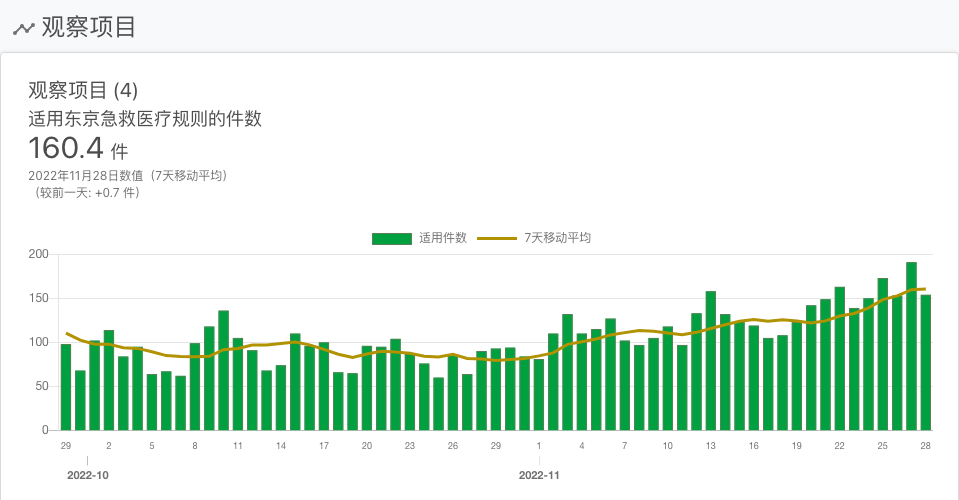 观察项目
观察项目 (4)
适用东京急救医疗规则的件数
160.4 件
2022年11月28日数值（7天移动平均）
（较前一天: +0.7 件）
适用件数 7天移动平均
200
150
100
50
0
29 2 5 8 11 14 17 20 23 26 29 1 4 7 10 13 16 19 22 25 28
2022-10 2022-11